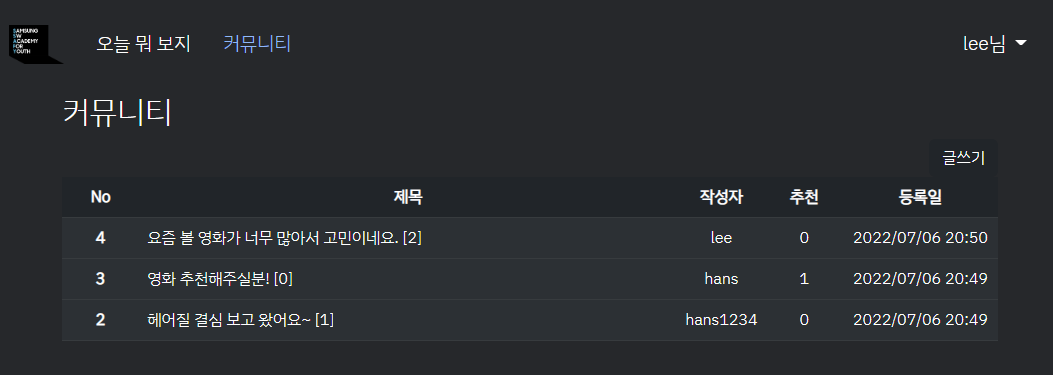 SAMSUNG
SW
ACADEMY
FOR
YOUTH
오늘 뭐 보지 커뮤니티 lee님
커뮤니티
글쓰기
No 제목 작성자 추천 등록일
4 요즘 볼 영화가 너무 많아서 고민이네요. [2] lee 0 2022/07/06 20:50
3 영화 추천해주실분! [0] hans 1 2022/07/06 20:49
2 헤어질 결심 보고 왔어요~ [1] hans1234 0 2022/07/06 20:49